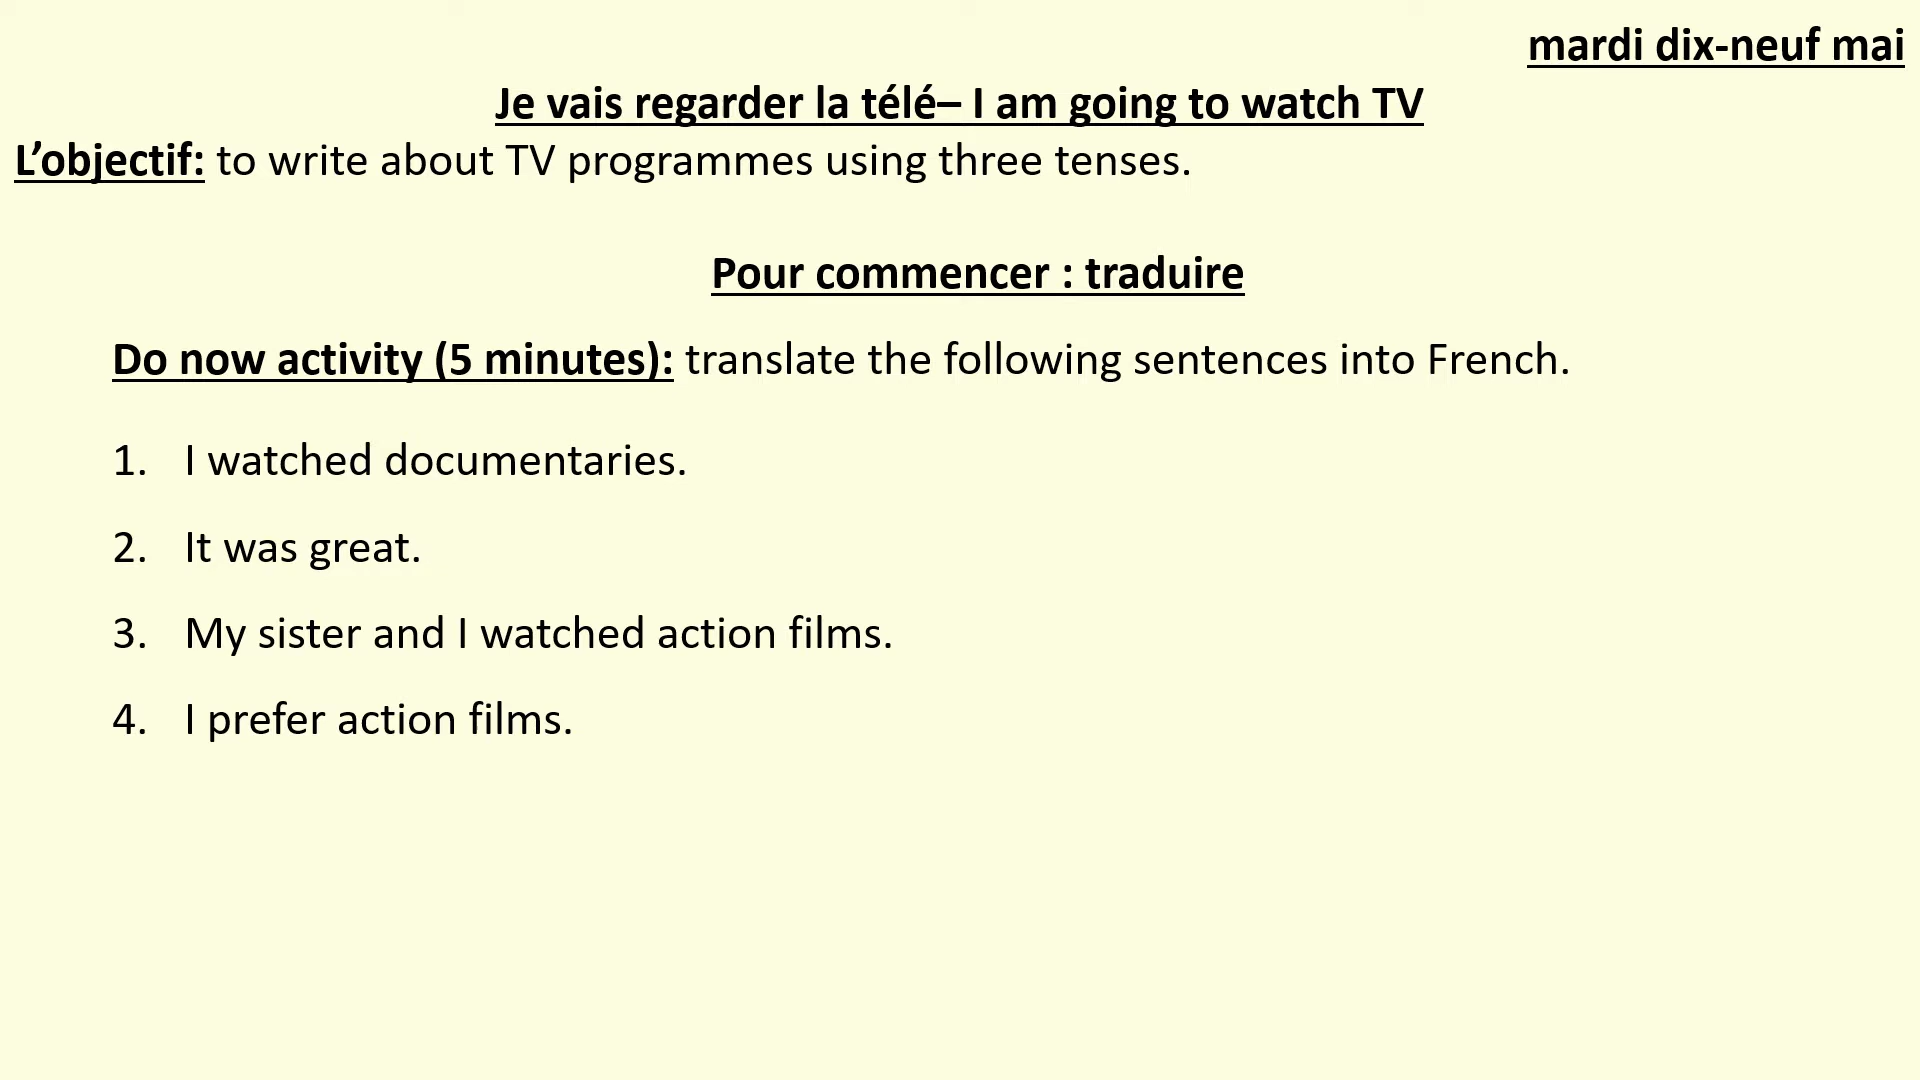 mardi dix-neuf mai
Je vais regarder la télé– I am going to watch TV
L’objectif: to write about TV programmes using three tenses.
Pour commencer : traduire
Do now activity (5 minutes): translate the following sentences into French.
1. I watched documentaries.
2. It was great.
3. My sister and I watched action films.
4. I prefer action films.